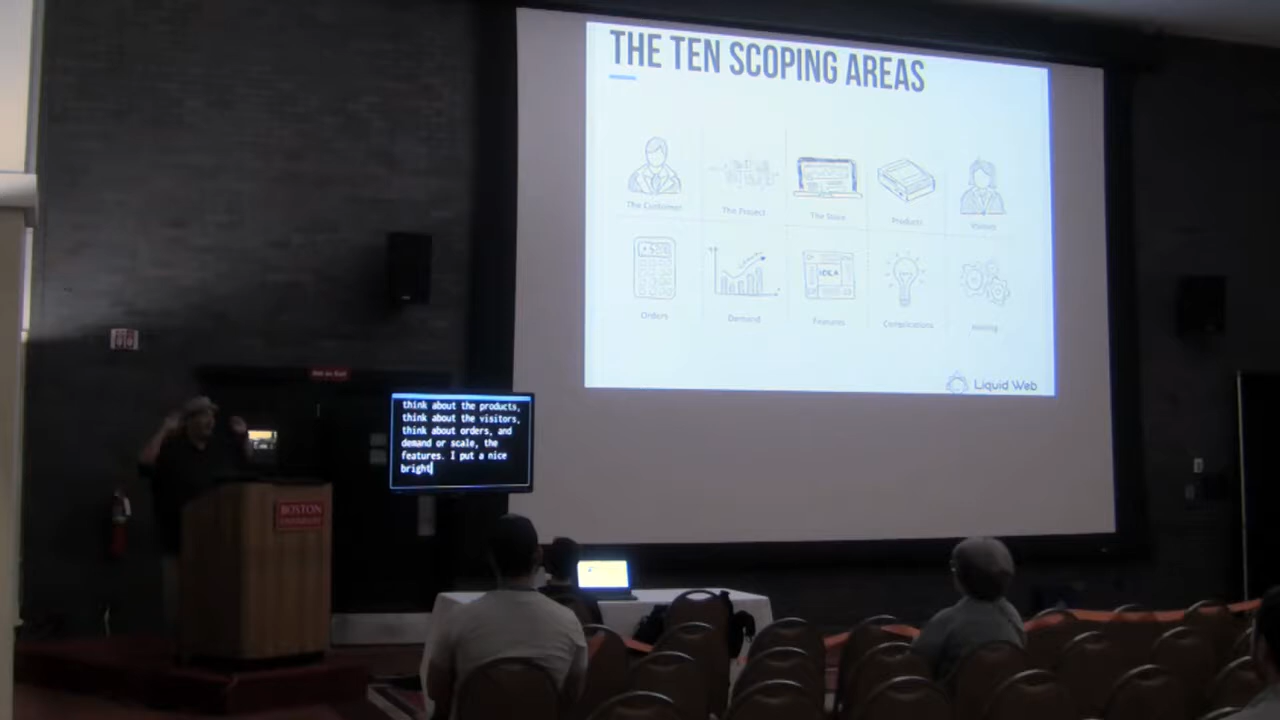 THE TEN SCOPING AREAS
The Customer
The Project
The Store
Products
Visitors
IDEA
Orders
Demand
Features
Complications
Hosting
Liquid Web
think about the products,
think about the visitors,
think about orders, and
demand or scale, the
features. I put a nice
bright
BOSTON
UNIVERSITY